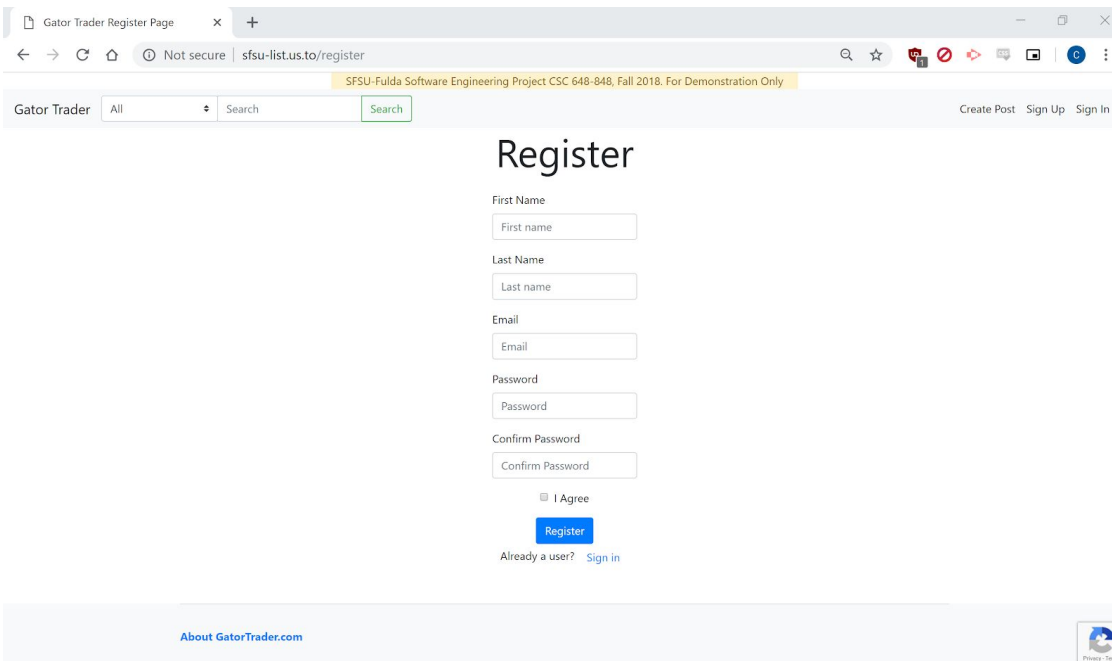 Gator Trader Register Page
Not secure | sfsu-list.us.to/register
1
C
SFSU-Fulda Software Engineering Project CSC 648-848, Fall 2018. For Demonstration Only
Gator Trader All Search Search Create Post Sign Up Sign In
Register
First Name
First name
Last Name
Last name
Email
Email
Password
Password
Confirm Password
Confirm Password
I Agree
Register
Already a user? Sign in
About GatorTrader.com